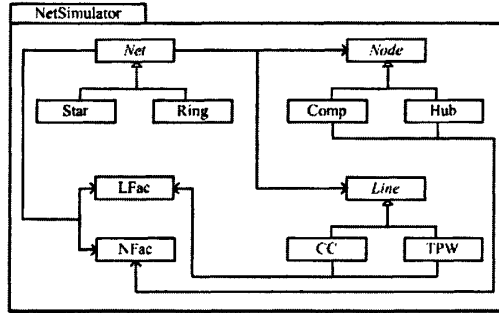 NetSimulator
Net
Node
Star
Ring
Comp
Hub
LFac
Line
NFac
CC
TPW